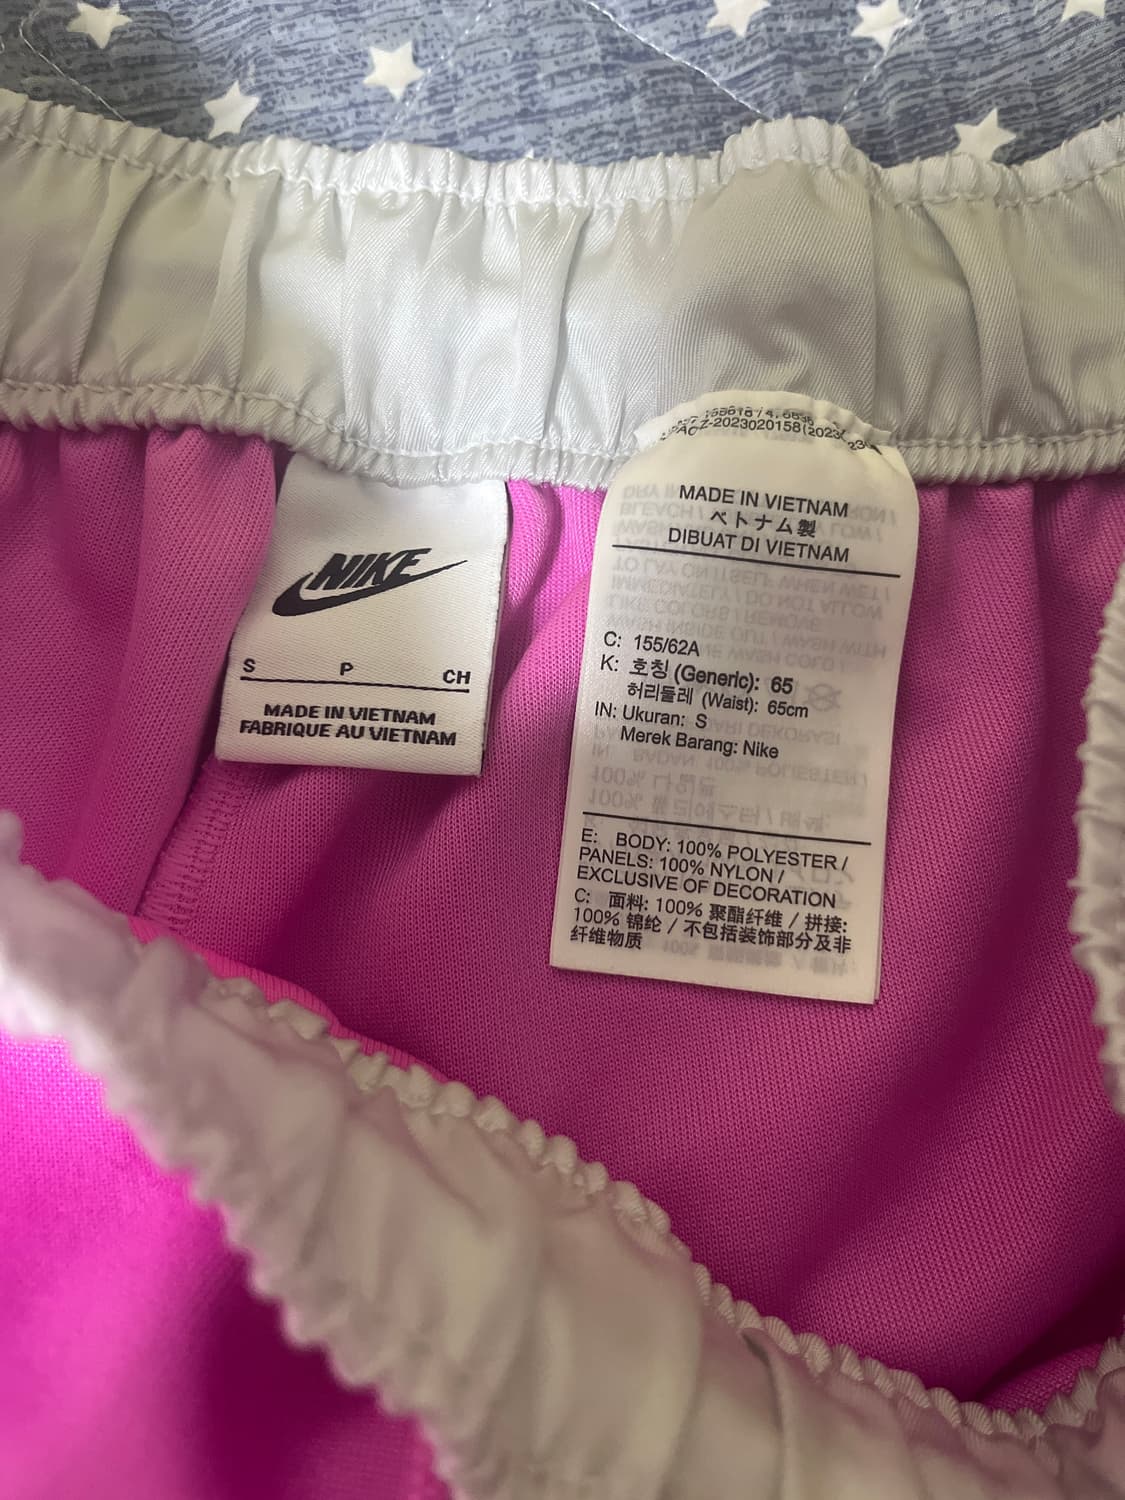 NIKE
S P CH
MADE IN VIETNAM
FABRIQUÉ AU VIETNAM
-2023020158(2023
MADE IN VIETNAM
ベトナム製
DIBUAT DI VIETNAM
C: 155/62A
K: 호칭 (Generic): 65
허리둘레 (Waist): 65cm
IN: Ukuran: S
Merek Barang: Nike
E: BODY: 100% POLYESTER /
PANELS: 100% NYLON /
EXCLUSIVE OF DECORATION
C: 面料: 100% 聚酯纤维 / 拼接:
100% 锦纶 / 不包括装饰部分及非
纤维物质